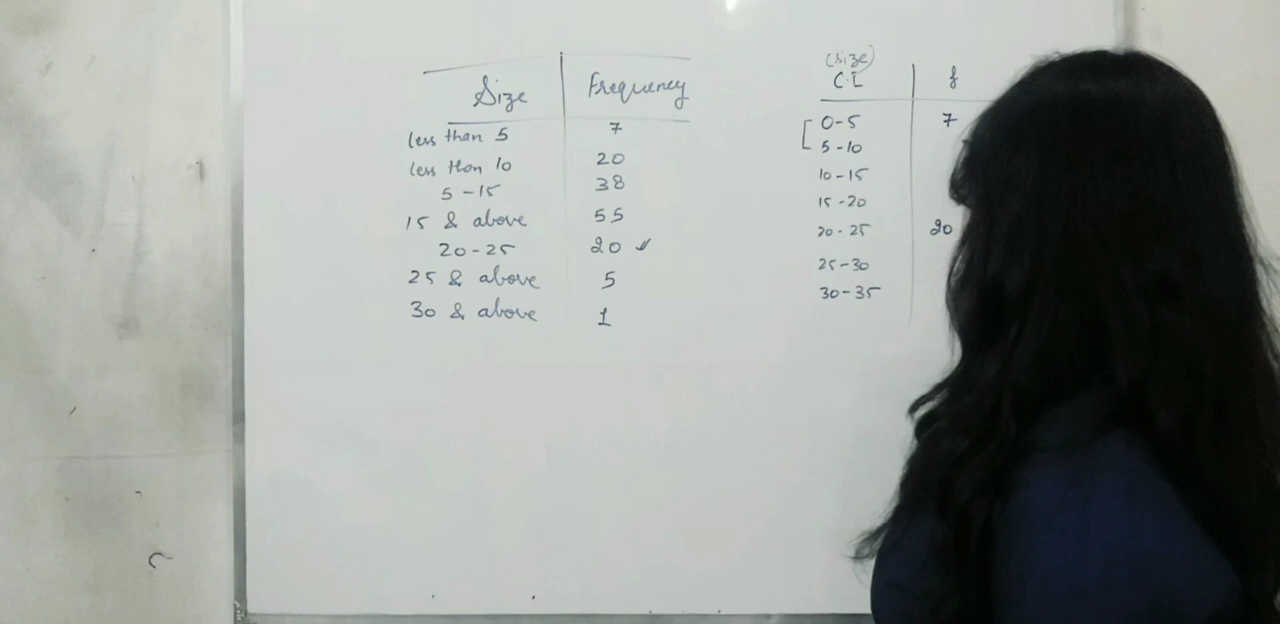 Size Frequency
less than 5 7
less than 10 20
5-15 38
15 & above 55
20-25 20 ✓
25 & above 5
30 & above 1
(Size)
C.I f
0-5 7
5-10
10-15
15-20
20-25 20
25-30
30-35